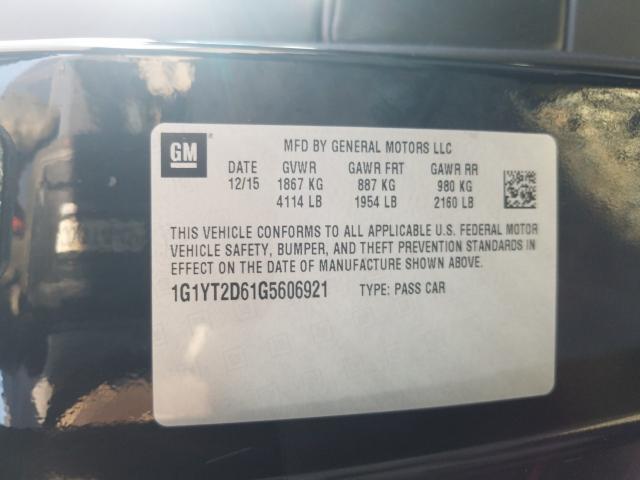 GM
MFD BY GENERAL MOTORS LLC
DATE GVWR GAWR FRT GAWR RR
12/15 1867 KG 887 KG 980 KG
4114 LB 1954 LB 2160 LB
THIS VEHICLE CONFORMS TO ALL APPLICABLE U.S. FEDERAL MOTOR
VEHICLE SAFETY, BUMPER, AND THEFT PREVENTION STANDARDS IN
EFFECT ON THE DATE OF MANUFACTURE SHOWN ABOVE.
1G1YT2D61G5606921 TYPE: PASS CAR